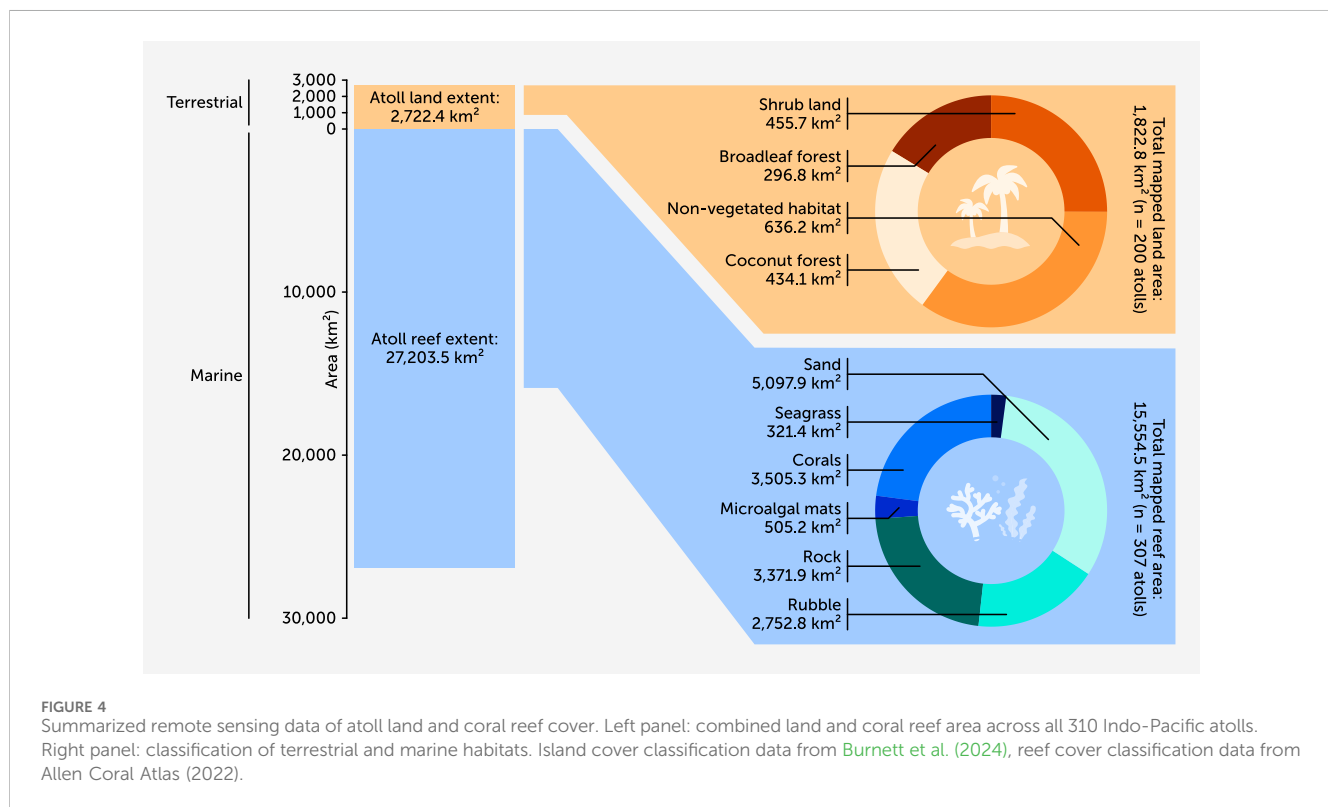 Terrestrial
Marine
3,000
2,000
1,000
0
10,000
20,000
30,000
Area (km²)
Atoll land extent:
2,722.4 km²
Atoll reef extent:
27,203.5 km²
Shrub land
455.7 km²
Broadleaf forest
296.8 km²
Non-vegetated habitat
636.2 km²
Coconut forest
434.1 km²
Total mapped land area:
1,822.8 km² (n = 200 atolls)
Sand
5,097.9 km²
Seagrass
321.4 km²
Corals
3,505.3 km²
Microalgal mats
505.2 km²
Rock
3,371.9 km²
Rubble
2,752.8 km²
Total mapped reef area:
15,554.5 km² (n = 307 atolls)
FIGURE 4
Summarized remote sensing data of atoll land and coral reef cover. Left panel: combined land and coral reef area across all 310 Indo-Pacific atolls.
Right panel: classification of terrestrial and marine habitats. Island cover classification data from Burnett et al. (2024), reef cover classification data from
Allen Coral Atlas (2022).